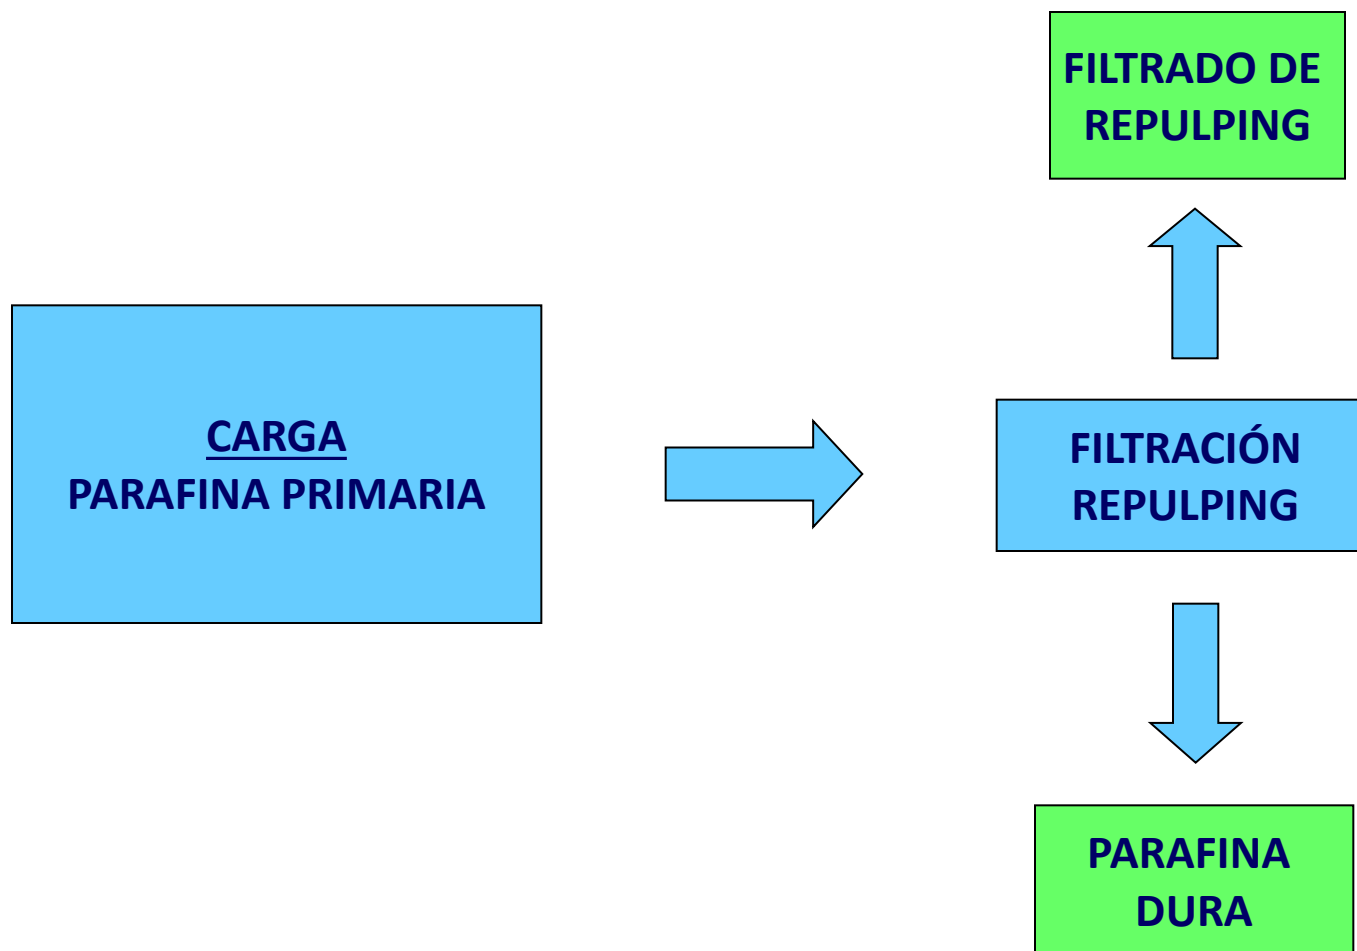 FILTRADO DE
REPULPING
CARGA
PARAFINA PRIMARIA
FILTRACIÓN
REPULPING
PARAFINA
DURA